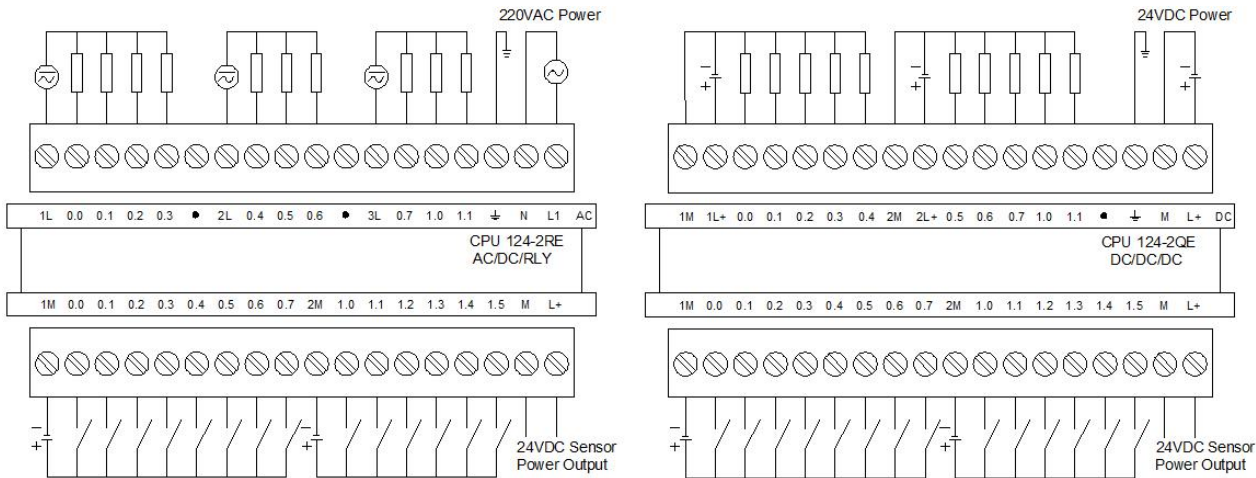 220VAC Power
1L 0.0 0.1 0.2 0.3 ● 2L 0.4 0.5 0.6 ● 3L 0.7 1.0 1.1 ⏚ N L1 AC
CPU 124-2RE
AC/DC/RLY
1M 0.0 0.1 0.2 0.3 0.4 0.5 0.6 0.7 2M 1.0 1.1 1.2 1.3 1.4 1.5 M L+
24VDC Sensor
Power Output
24VDC Power
1M 1L+ 0.0 0.1 0.2 0.3 0.4 2M 2L+ 0.5 0.6 0.7 1.0 1.1 ● ⏚ M L+ DC
CPU 124-2QE
DC/DC/DC
1M 0.0 0.1 0.2 0.3 0.4 0.5 0.6 0.7 2M 1.0 1.1 1.2 1.3 1.4 1.5 M L+
24VDC Sensor
Power Output